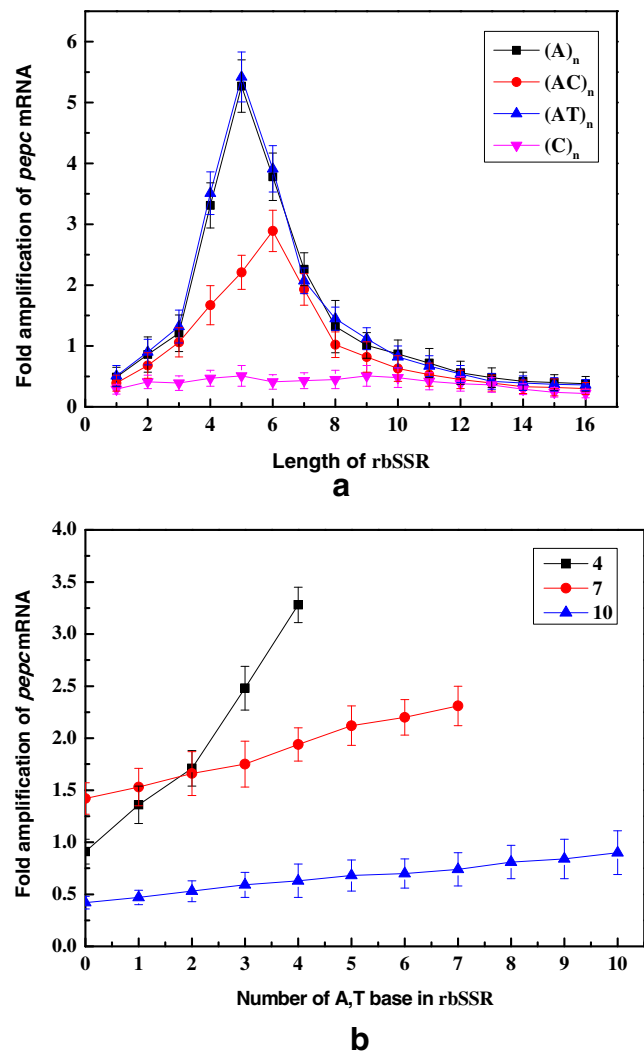 6
5
4
3
2
1
0
Fold amplification of pepc mRNA
(A)n
(AC)n
(AT)n
(C)n
0 2 4 6 8 10 12 14 16
Length of rbSSR
a
4.0
3.5
3.0
2.5
2.0
1.5
1.0
0.5
0.0
Fold amplification of pepc mRNA
4
7
10
0 1 2 3 4 5 6 7 8 9 10
Number of A,T base in rbSSR
b